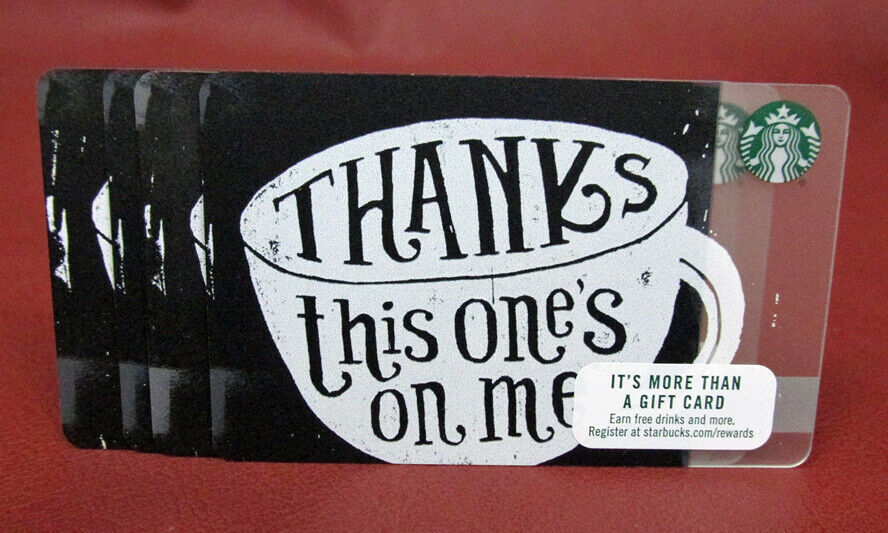 THANKS
this one's
on me
IT'S MORE THAN
A GIFT CARD
Earn free drinks and more.
Register at starbucks.com/rewards